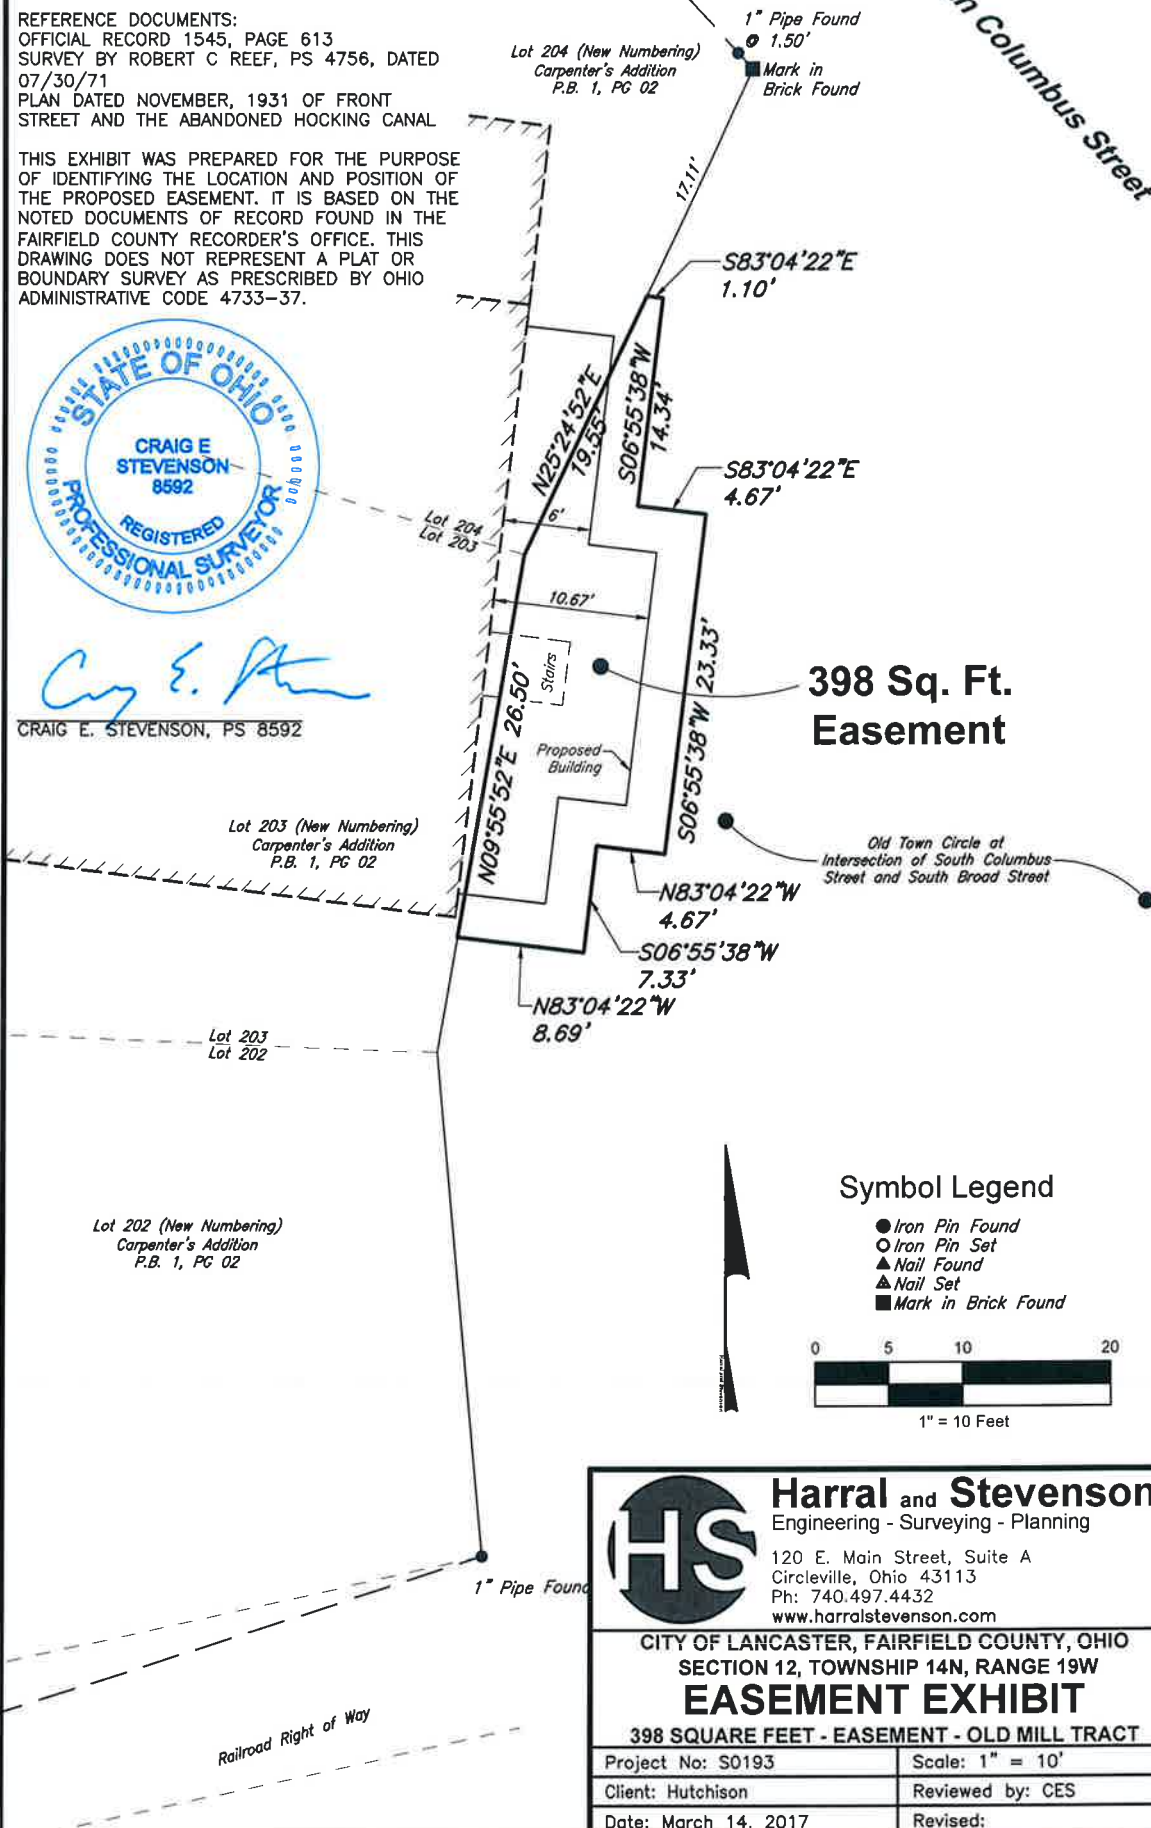 REFERENCE DOCUMENTS:
OFFICIAL RECORD 1545, PAGE 613
SURVEY BY ROBERT C REEF, PS 4756, DATED
07/30/71
PLAN DATED NOVEMBER, 1931 OF FRONT
STREET AND THE ABANDONED HOCKING CANAL
THIS EXHIBIT WAS PREPARED FOR THE PURPOSE
OF IDENTIFYING THE LOCATION AND POSITION OF
THE PROPOSED EASEMENT. IT IS BASED ON THE
NOTED DOCUMENTS OF RECORD FOUND IN THE
FAIRFIELD COUNTY RECORDER'S OFFICE. THIS
DRAWING DOES NOT REPRESENT A PLAT OR
BOUNDARY SURVEY AS PRESCRIBED BY OHIO
ADMINISTRATIVE CODE 4733-37.
STATE OF OHIO
CRAIG E
STEVENSON
8592
REGISTERED
PROFESSIONAL SURVEYOR
CRAIG E. STEVENSON, PS 8592
Lot 204 (New Numbering)
Carpenter's Addition
P.B. 1, PG 02
1" Pipe Found
@ 1.50'
Mark in
Brick Found
Columbus Street
17.11'
S83°04'22"E
1.10'
N25°24'52"E
19.55'
S06°55'38"W
14.34'
S83°04'22"E
4.67'
Lot 204
Lot 203
6'
10.67'
Stairs
N09°55'52"E 26.50'
S06°55'38"W 23.33'
398 Sq. Ft.
Easement
Proposed
Building
Lot 203 (New Numbering)
Carpenter's Addition
P.B. 1, PG 02
Old Town Circle at
Intersection of South Columbus
Street and South Broad Street
N83°04'22"W
4.67'
S06°55'38"W
7.33'
N83°04'22"W
8.69'
Lot 203
Lot 202
Lot 202 (New Numbering)
Carpenter's Addition
P.B. 1, PG 02
Symbol Legend
Iron Pin Found
Iron Pin Set
Nail Found
Nail Set
Mark in Brick Found
0 5 10 20
1" = 10 Feet
1" Pipe Found
Railroad Right of Way
HS
Harral and Stevenson
Engineering - Surveying - Planning
120 E. Main Street, Suite A
Circleville, Ohio 43113
Ph: 740.497.4432
www.harralstevenson.com
CITY OF LANCASTER, FAIRFIELD COUNTY, OHIO
SECTION 12, TOWNSHIP 14N, RANGE 19W
EASEMENT EXHIBIT
398 SQUARE FEET - EASEMENT - OLD MILL TRACT
Project No: S0193
Scale: 1" = 10'
Client: Hutchison
Reviewed by: CES
Date: March 14, 2017
Revised: